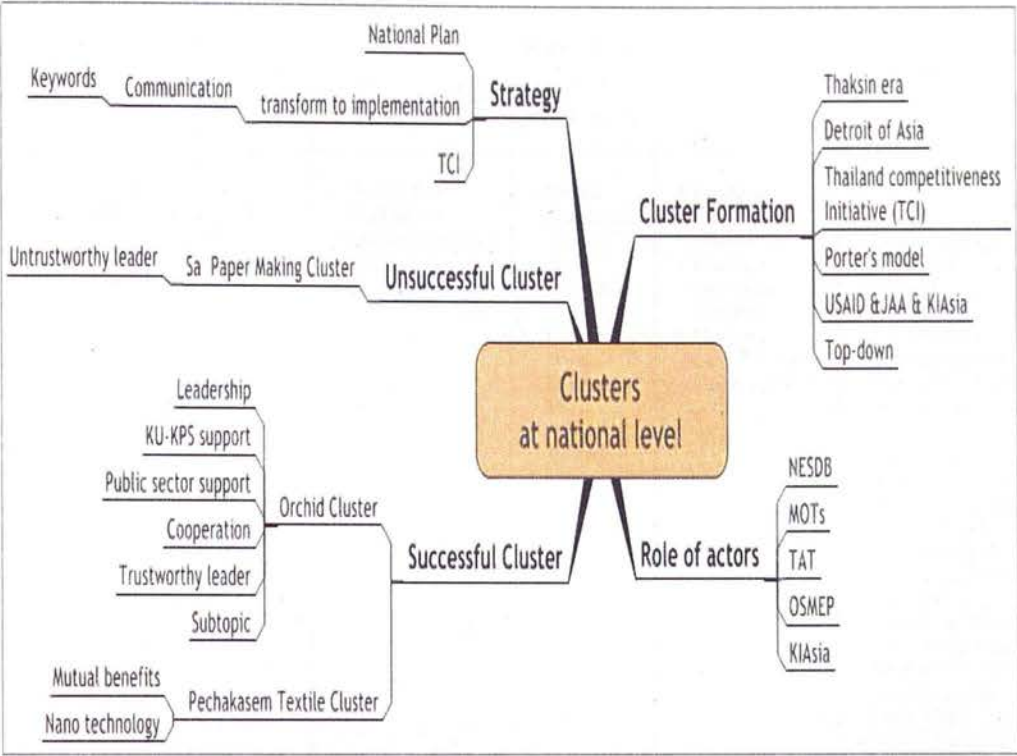 National Plan
Keywords
Communication
transform to implementation
Strategy
TCI
Thaksin era
Detroit of Asia
Thailand competitiveness
Initiative (TCI)
Cluster Formation
Porter's model
USAID &JAA & KIAsia
Top-down
Untrustworthy leader
Sa Paper Making Cluster
Unsuccessful Cluster
Clusters
at national level
Leadership
KU-KPS support
Public sector support
Orchid Cluster
Cooperation
Trustworthy leader
Subtopic
Successful Cluster
Mutual benefits
Nano technology
Pechakasem Textile Cluster
Role of actors
NESDB
MOTs
TAT
OSMEP
KIAsia